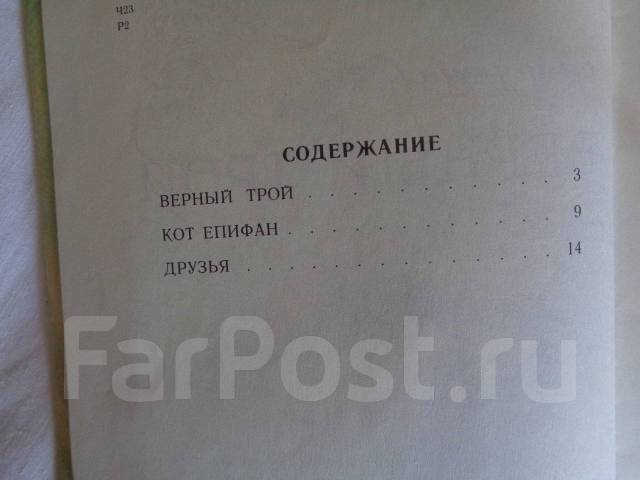 Ч23
Р2
СОДЕРЖАНИЕ
ВЕРНЫЙ ТРОЙ . . . . . . . . . . . 3
КОТ ЕПИФАН . . . . . . . . . . . . 9
ДРУЗЬЯ . . . . . . . . . . . . . . 14
FarPost.ru